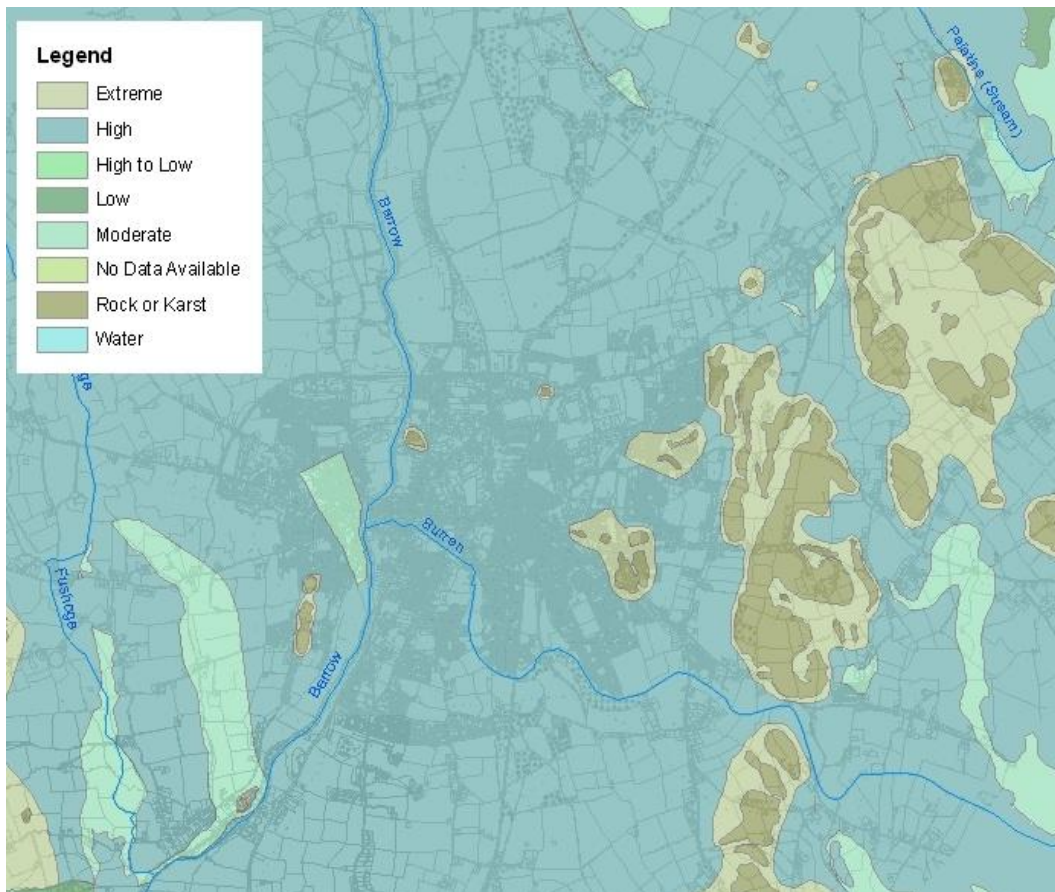 Legend
Extreme
High
High to Low
Low
Moderate
No Data Available
Rock or Karst
Water
Palatine (Stream)
Barrow
Burren
Fushoge
Barrow